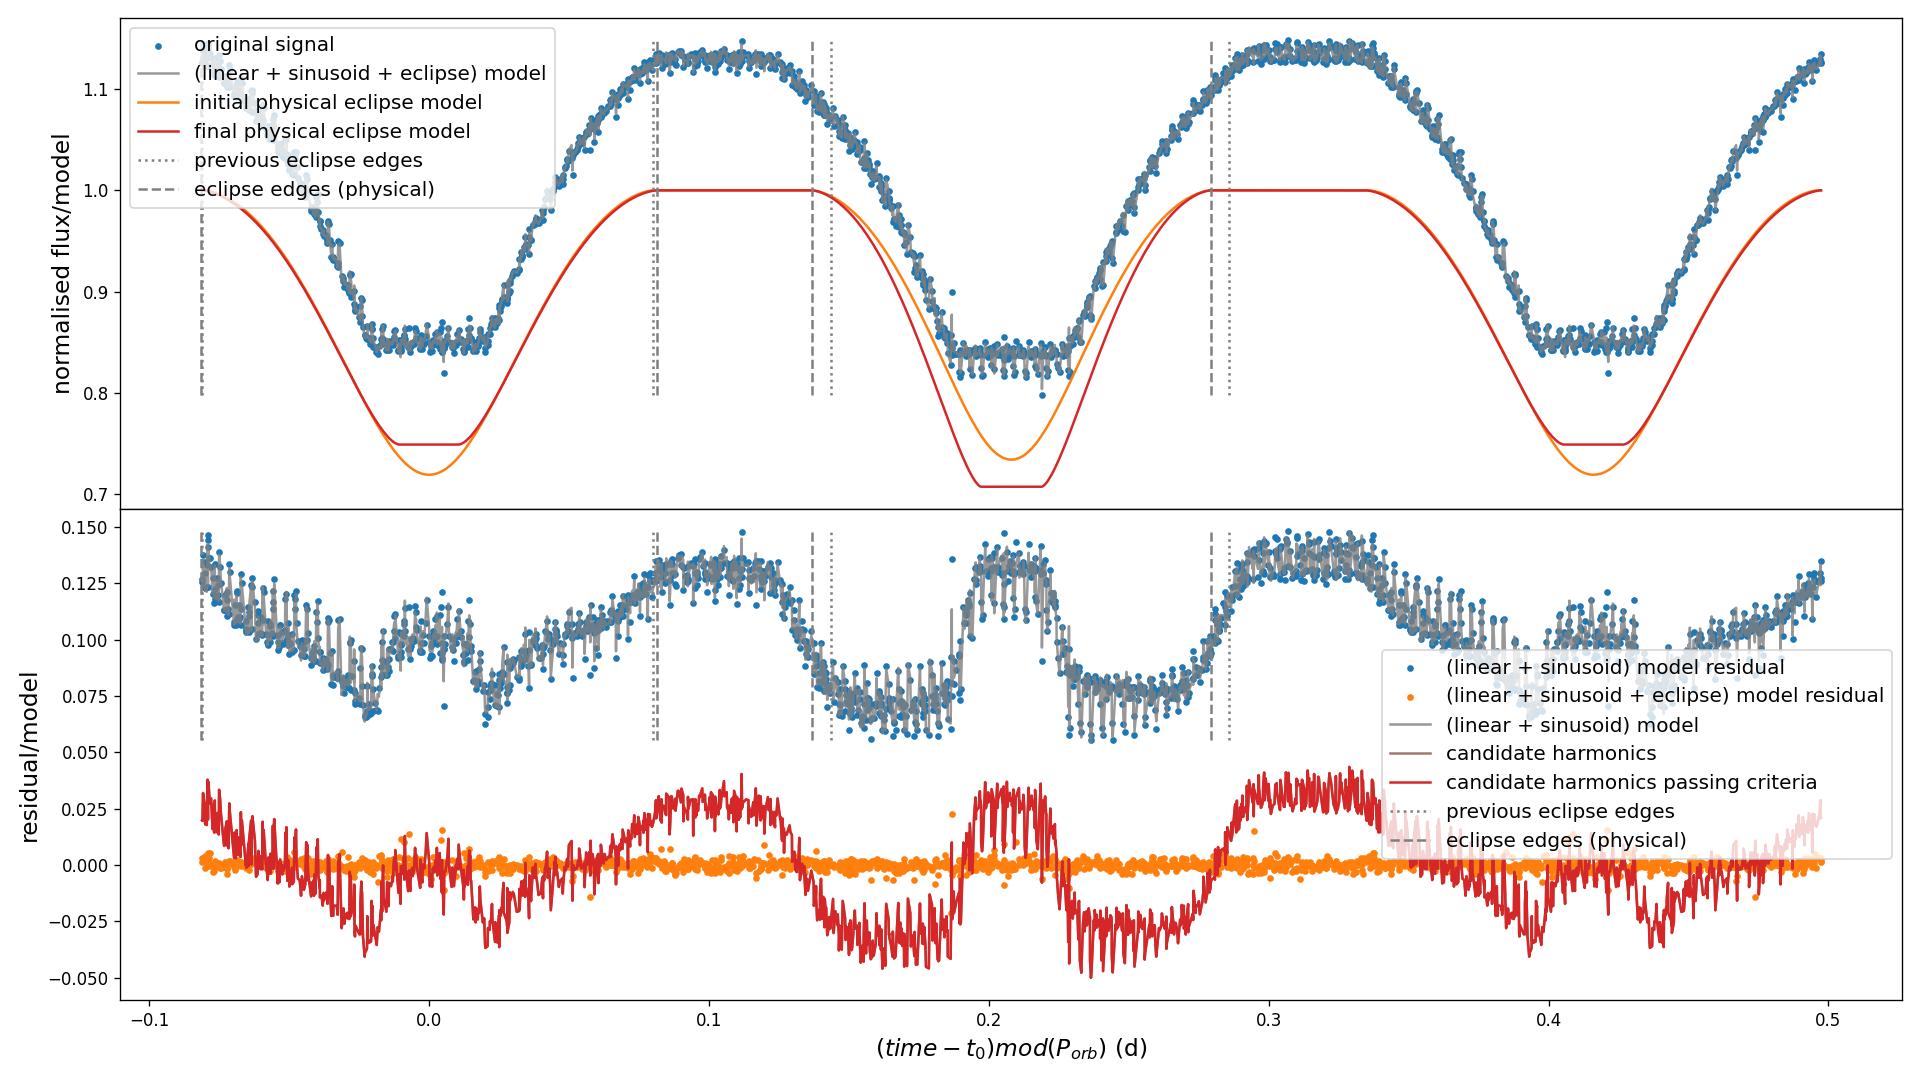 original signal
(linear + sinusoid + eclipse) model
initial physical eclipse model
final physical eclipse model
previous eclipse edges
eclipse edges (physical)
normalised flux/model
1.1
1.0
0.9
0.8
0.7
(linear + sinusoid) model residual
(linear + sinusoid + eclipse) model residual
(linear + sinusoid) model
candidate harmonics
candidate harmonics passing criteria
previous eclipse edges
eclipse edges (physical)
residual/model
0.150
0.125
0.100
0.075
0.050
0.025
0.000
−0.025
−0.050
−0.1 0.0 0.1 0.2 0.3 0.4 0.5
(time − t₀)mod(P_orb) (d)